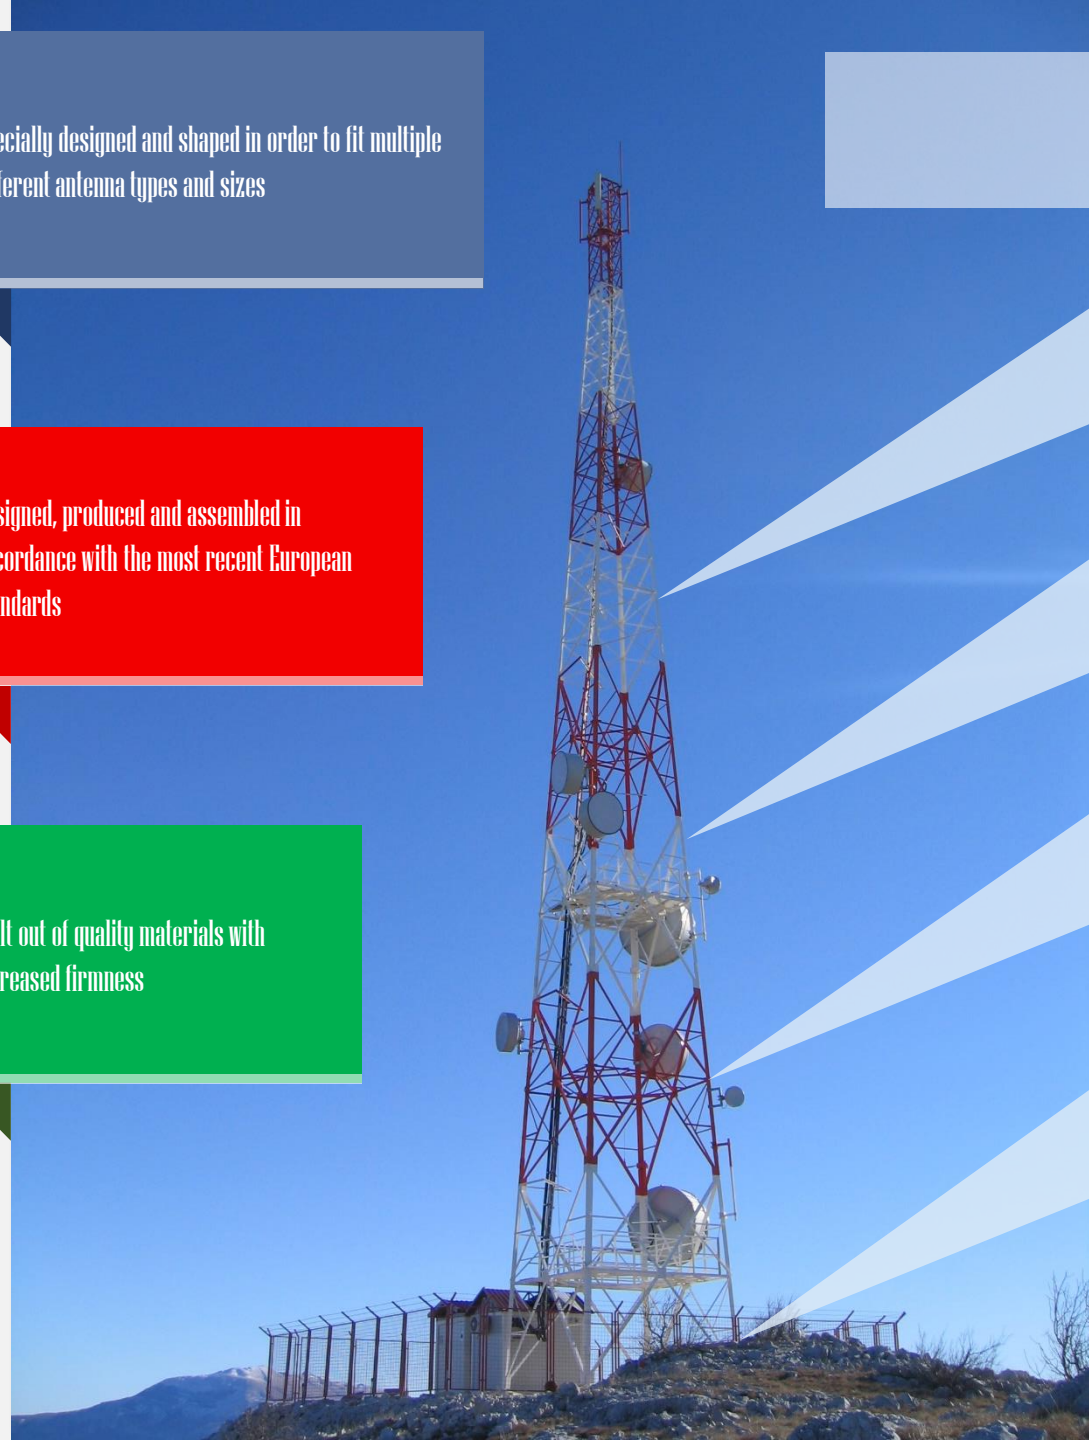 ecially designed and shaped in order to fit multiple
ferent antenna types and sizes
signed, produced and assembled in
cordance with the most recent European
ndards
lt out of quality materials with
reased firmness